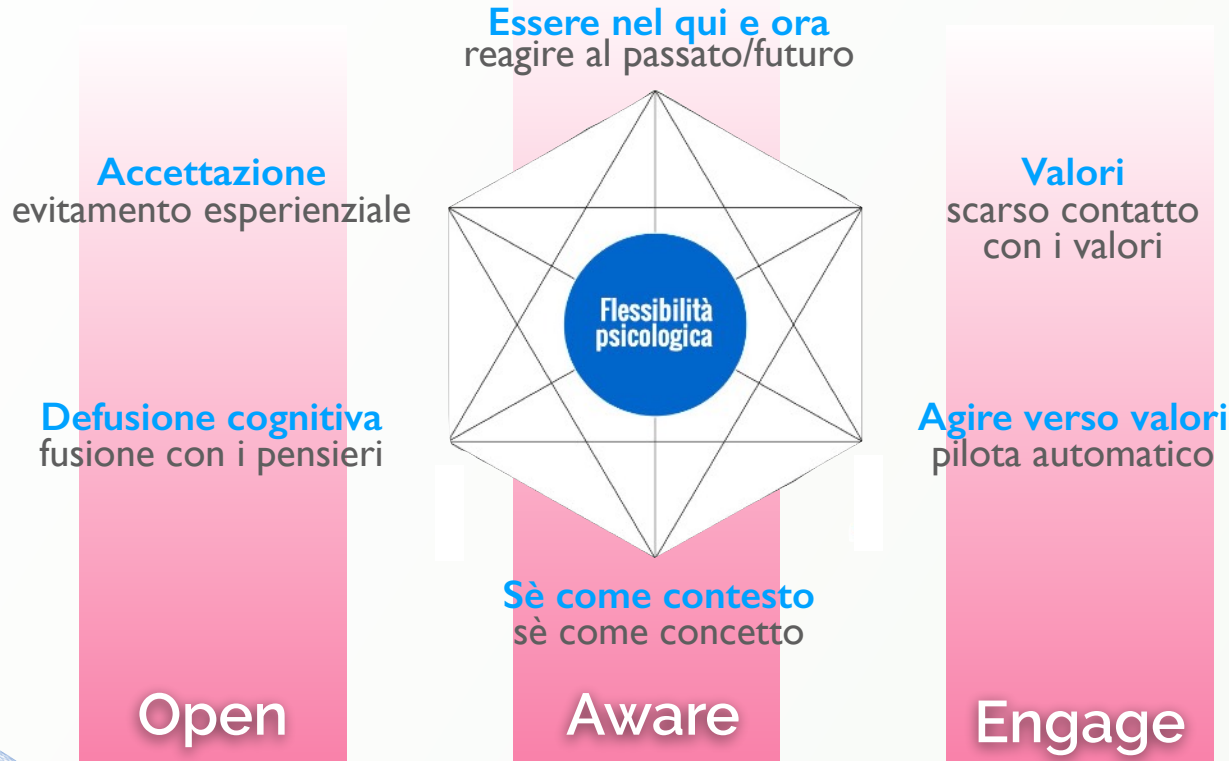 Essere nel qui e ora
reagire al passato/futuro
Accettazione
evitamento esperienziale
Valori
scarso contatto
con i valori
Flessibilità
psicologica
Defusione cognitiva
fusione con i pensieri
Agire verso valori
pilota automatico
Sè come contesto
sè come concetto
Open
Aware
Engage